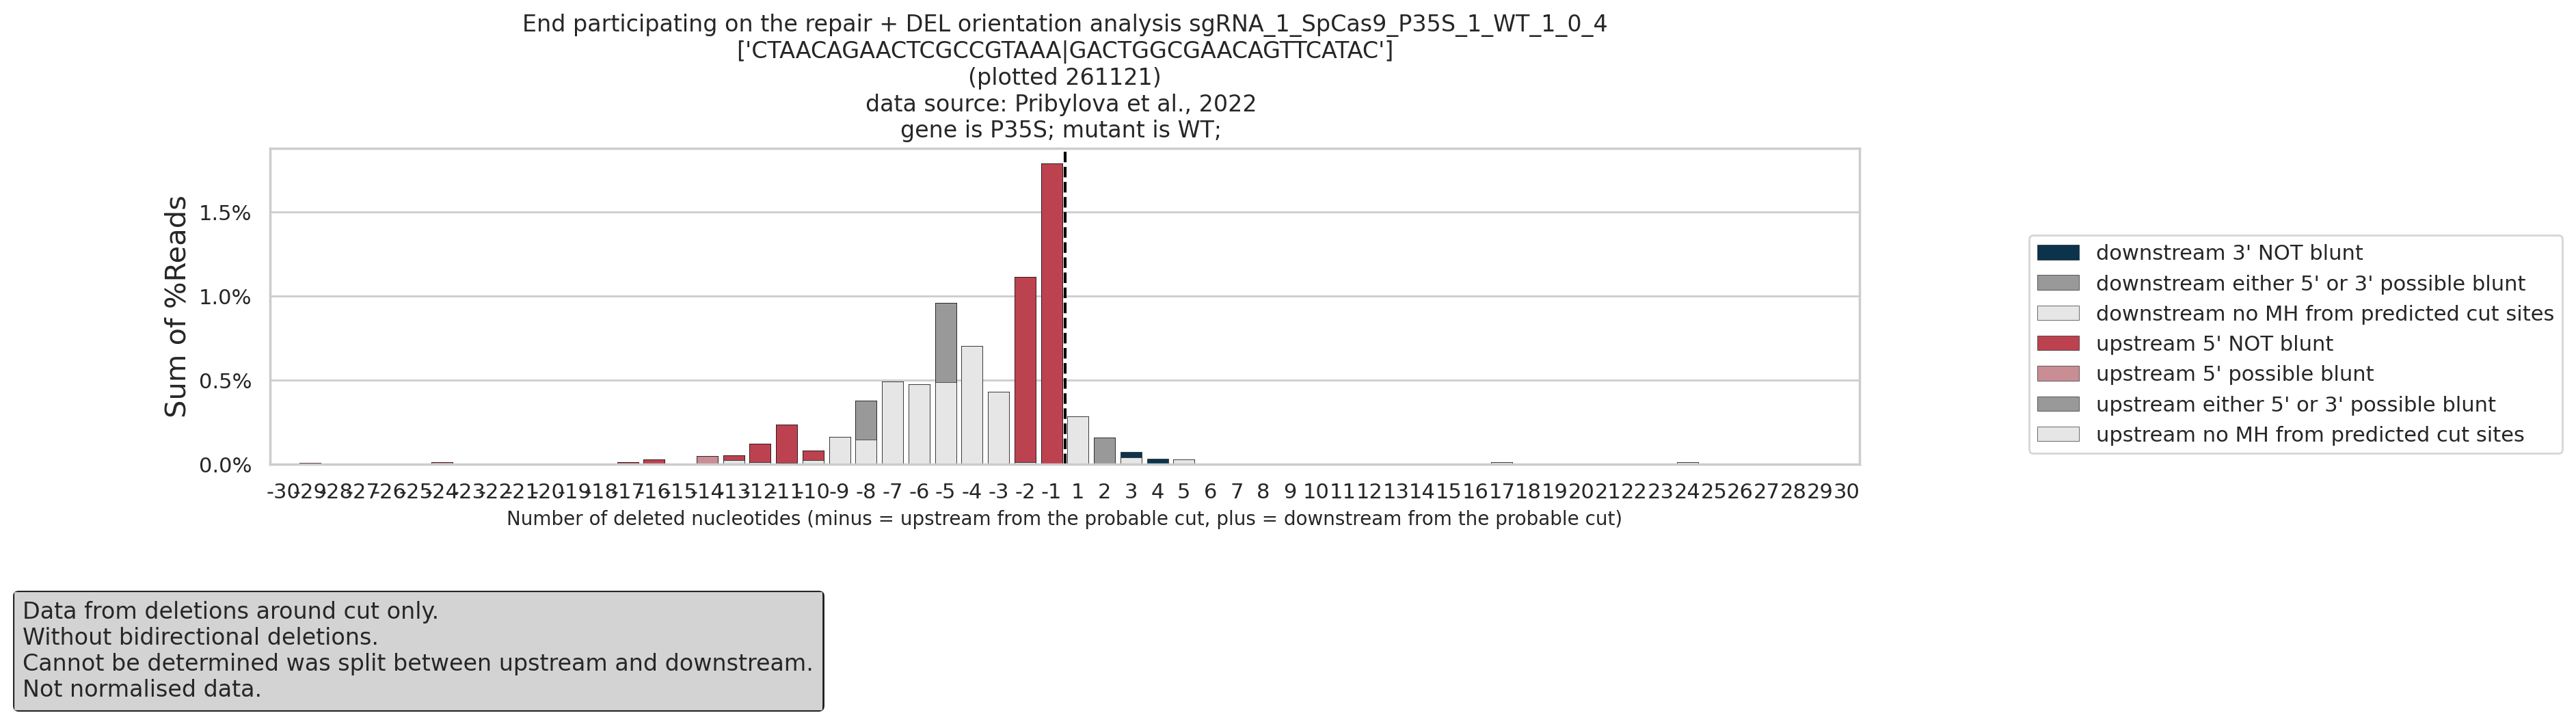 End participating on the repair + DEL orientation analysis sgRNA_1_SpCas9_P35S_1_WT_1_0_4
['CTAACAGAACTCGCCGTAAA|GACTGGCGAACAGTTCATAC']
(plotted 261121)
data source: Pribylova et al., 2022
gene is P35S; mutant is WT;
Sum of %Reads
1.5%
1.0%
0.5%
0.0%
-30 -29 -28 -27 -26 -25 -24 -23 -22 -21 -20 -19 -18 -17 -16 -15 -14 -13 -12 -11 -10 -9 -8 -7 -6 -5 -4 -3 -2 -1 1 2 3 4 5 6 7 8 9 10 11 12 13 14 15 16 17 18 19 20 21 22 23 24 25 26 27 28 29 30
Number of deleted nucleotides (minus = upstream from the probable cut, plus = downstream from the probable cut)
downstream 3' NOT blunt
downstream either 5' or 3' possible blunt
downstream no MH from predicted cut sites
upstream 5' NOT blunt
upstream 5' possible blunt
upstream either 5' or 3' possible blunt
upstream no MH from predicted cut sites
Data from deletions around cut only.
Without bidirectional deletions.
Cannot be determined was split between upstream and downstream.
Not normalised data.